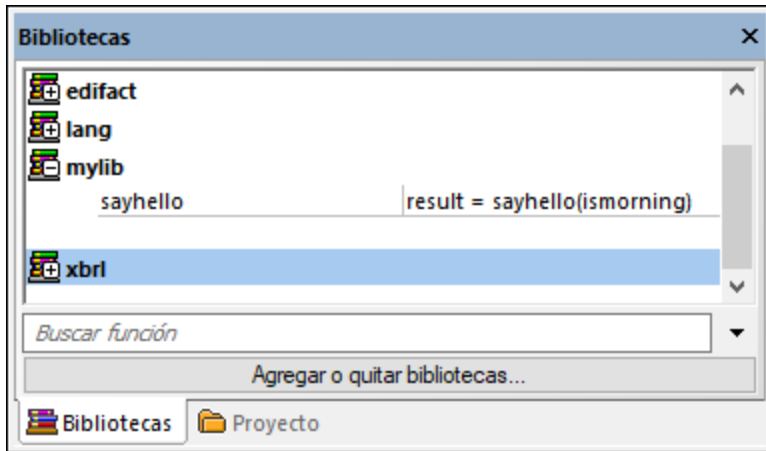 Bibliotecas
edifact
lang
mylib
sayhello result = sayhello(ismorning)
xbrl
Buscar función
Agregar o quitar bibliotecas...
Bibliotecas Proyecto